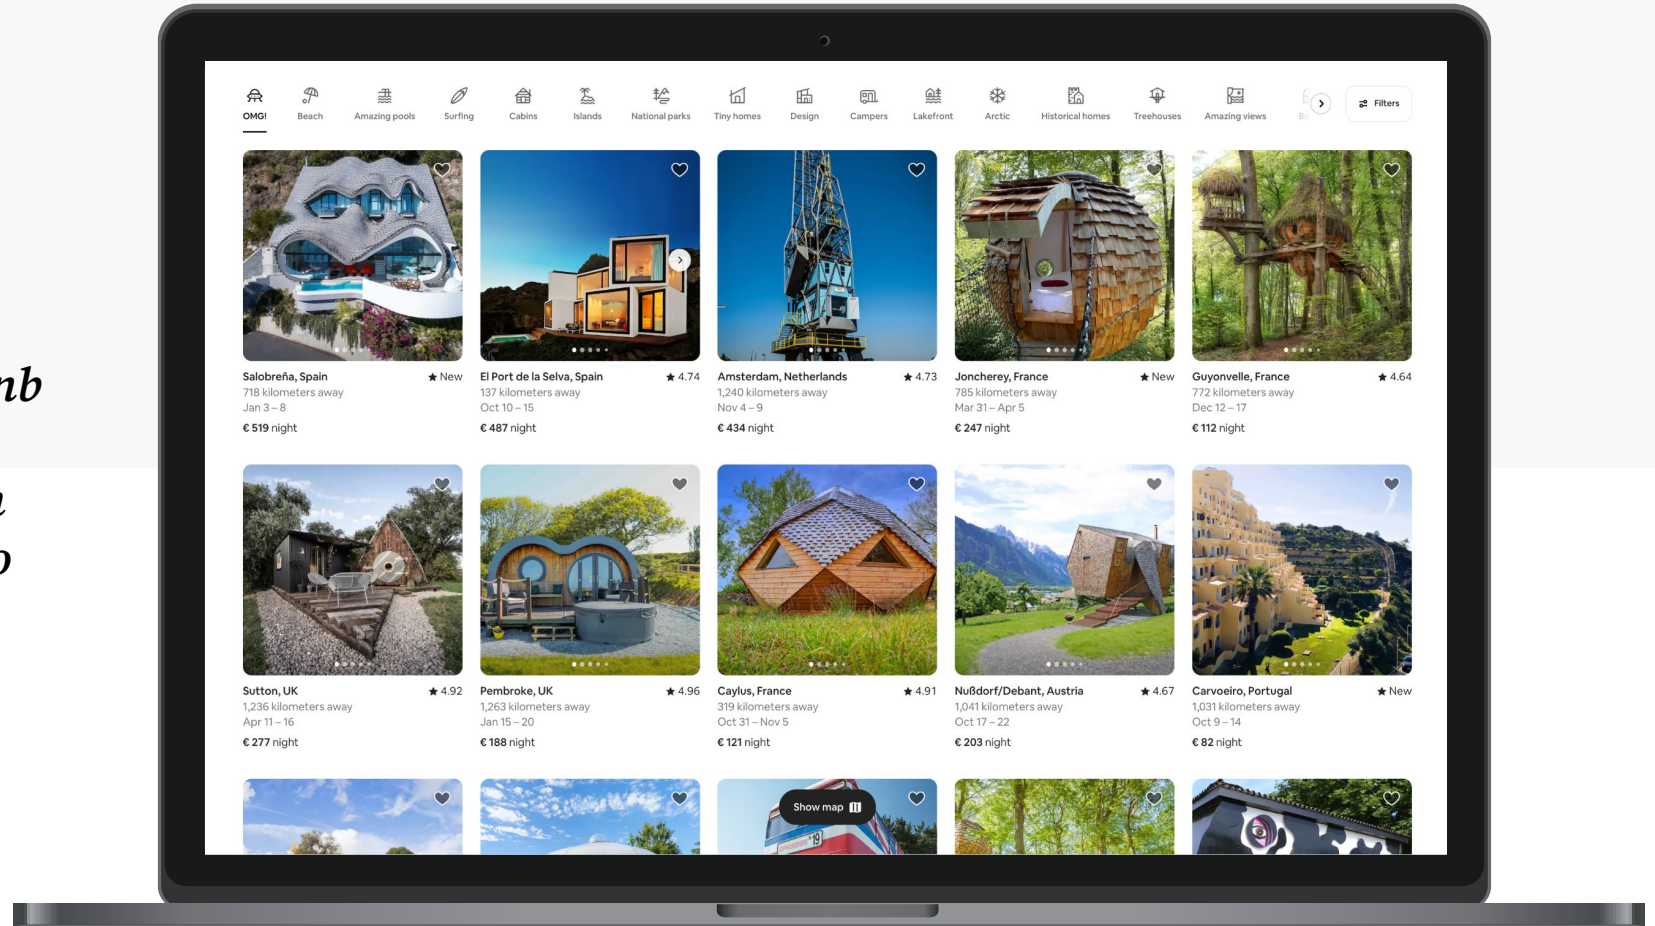 OMG!
Beach
Amazing pools
Surfing
Cabins
Islands
National parks
Tiny homes
Design
Campers
Lakefront
Arctic
Historical homes
Treehouses
Amazing views
Filters
Salobreña, Spain ★ New
718 kilometers away
Jan 3 – 8
€ 519 night
El Port de la Selva, Spain ★ 4.74
137 kilometers away
Oct 10 – 15
€ 487 night
Amsterdam, Netherlands ★ 4.73
1,240 kilometers away
Nov 4 – 9
€ 434 night
Joncherey, France ★ New
785 kilometers away
Mar 31 – Apr 5
€ 247 night
Guyonvelle, France ★ 4.64
772 kilometers away
Dec 12 – 17
€ 112 night
nb
Sutton, UK ★ 4.92
1,236 kilometers away
Apr 11 – 16
€ 277 night
Pembroke, UK ★ 4.96
1,263 kilometers away
Jan 15 – 20
€ 188 night
Caylus, France ★ 4.91
319 kilometers away
Oct 31 – Nov 5
€ 121 night
Nußdorf/Debant, Austria ★ 4.67
1,041 kilometers away
Oct 17 – 22
€ 203 night
Carvoeiro, Portugal ★ New
1,031 kilometers away
Oct 9 – 14
€ 82 night
Show map
19